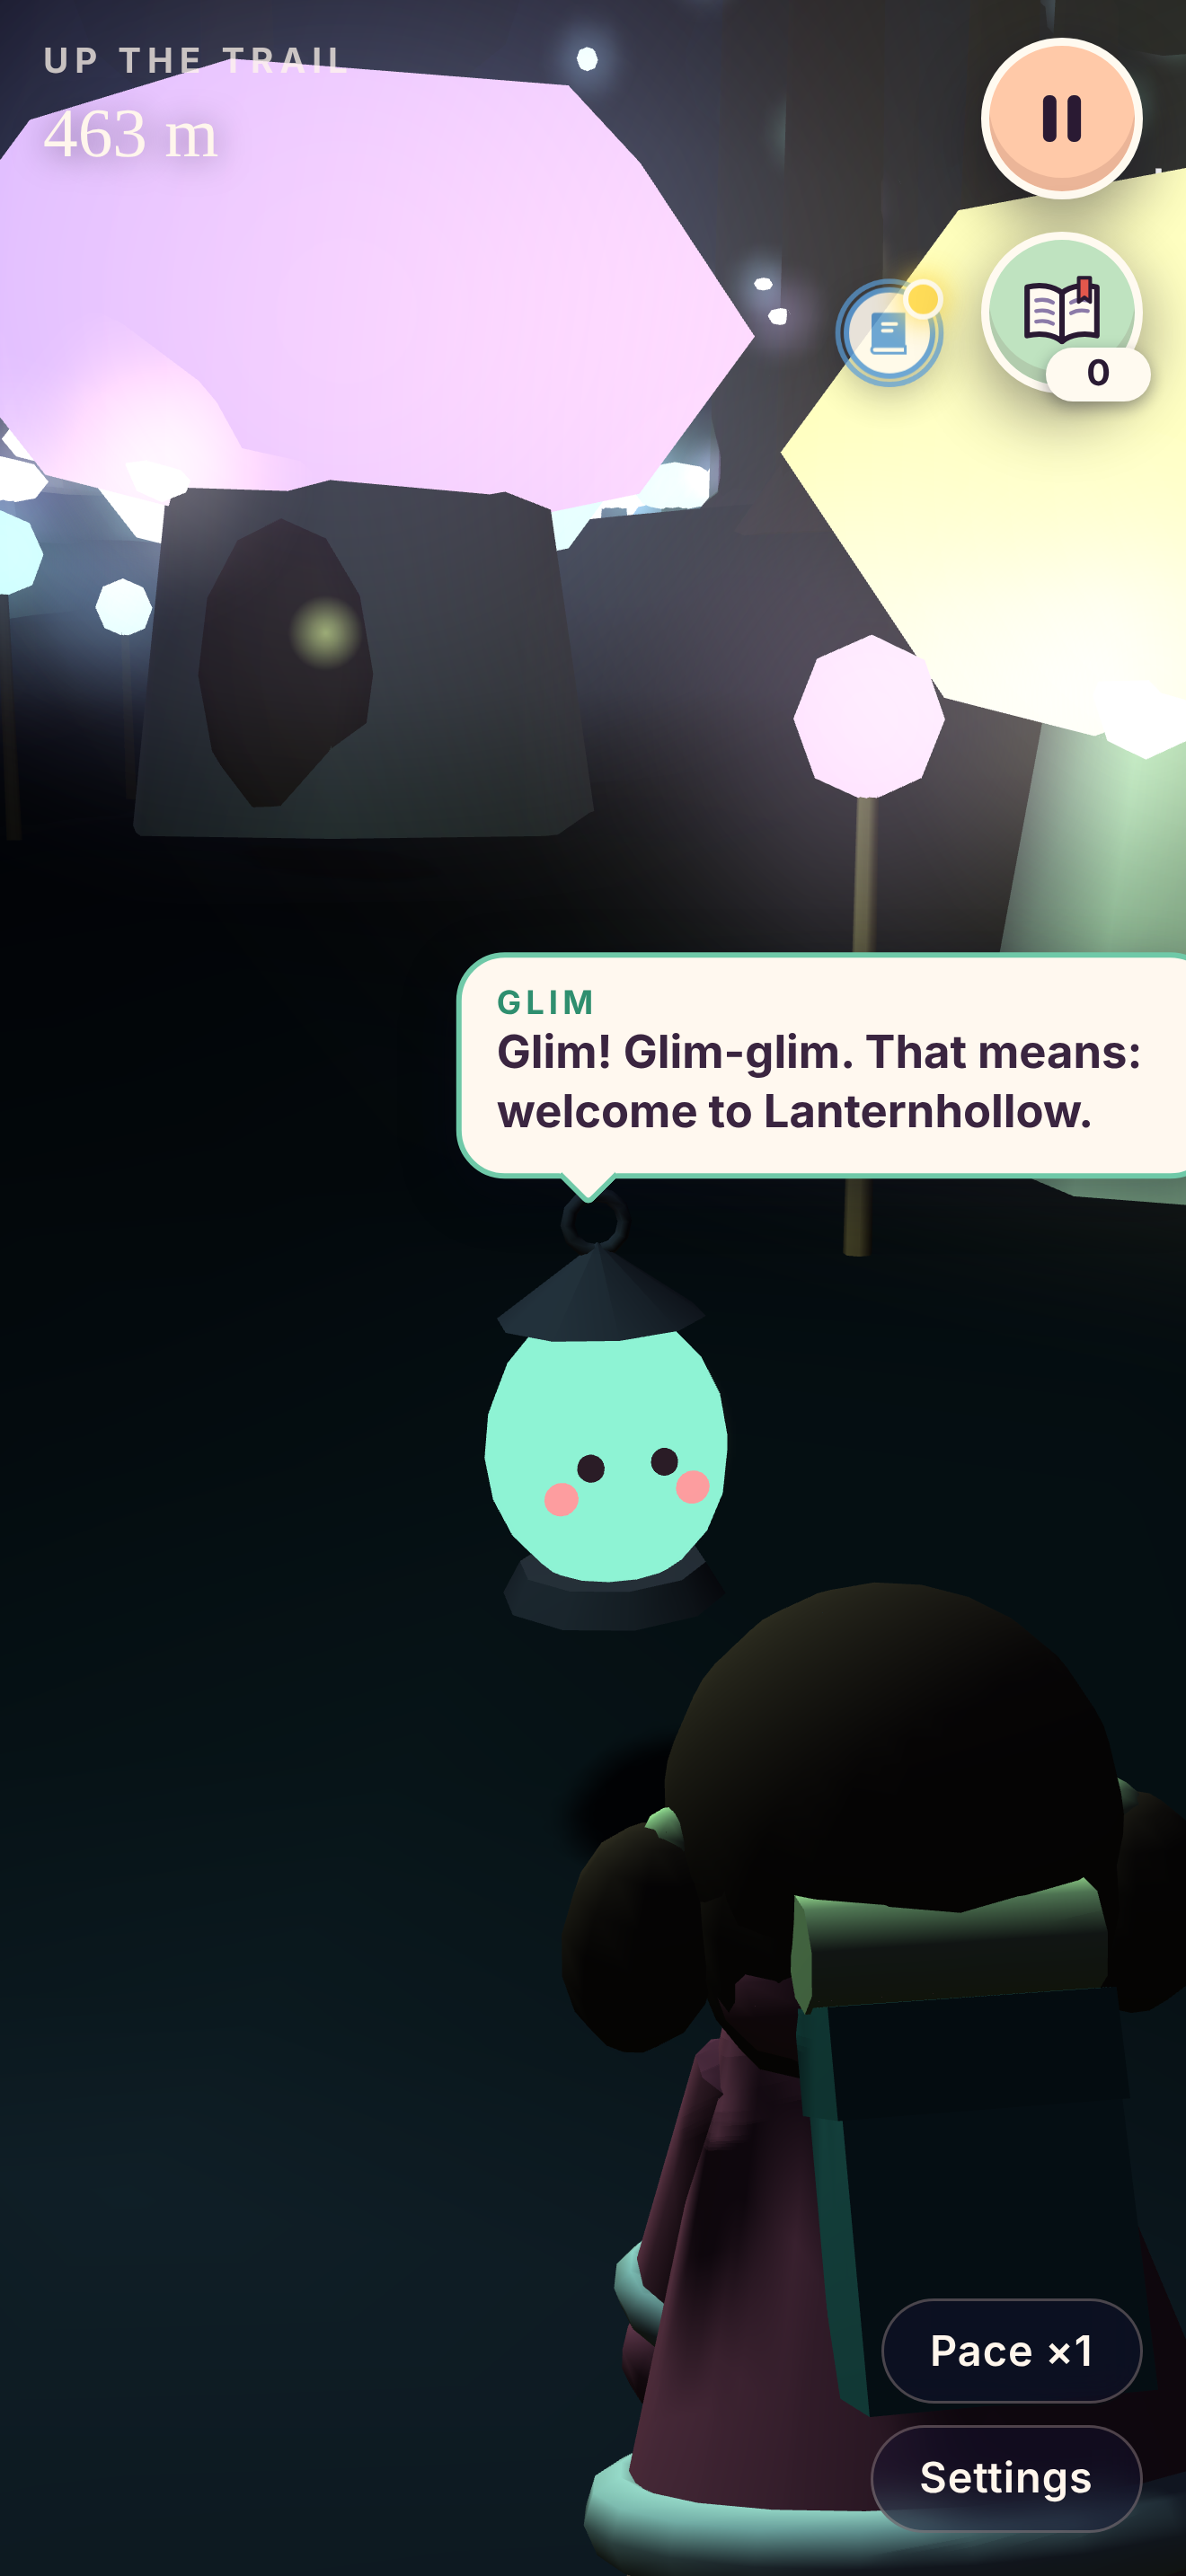 UP THE TRAIL
463 m
0
GLIM
Glim! Glim-glim. That means:
welcome to Lanternhollow.
Pace ×1
Settings